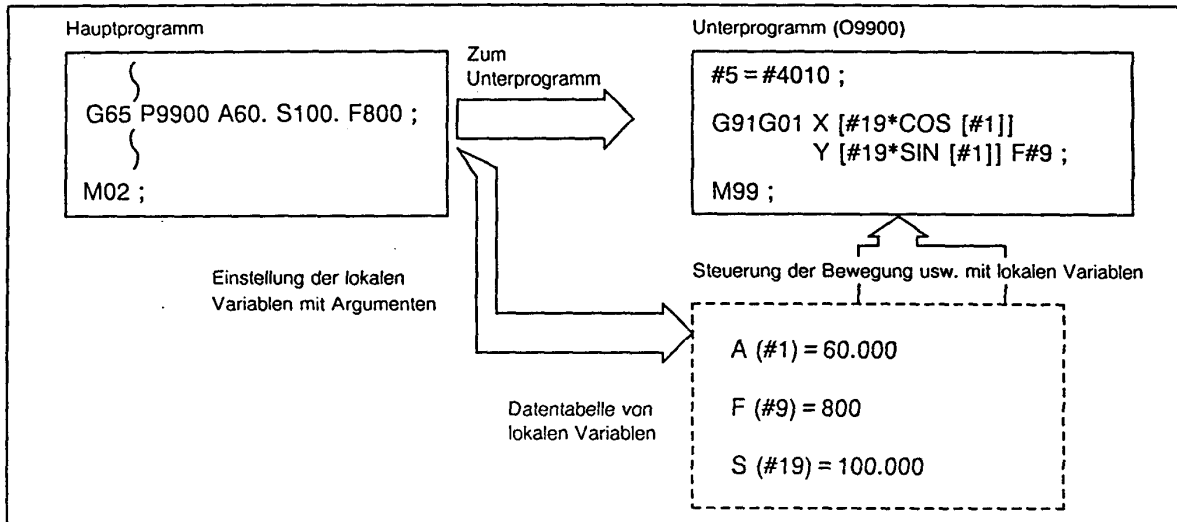 Hauptprogramm
G65 P9900 A60. S100. F800 ;
M02 ;
Zum
Unterprogramm
Unterprogramm (O9900)
#5 = #4010 ;
G91G01 X [#19*COS [#1]]
Y [#19*SIN [#1]] F#9 ;
M99 ;
Einstellung der lokalen
Variablen mit Argumenten
Steuerung der Bewegung usw. mit lokalen Variablen
Datentabelle von
lokalen Variablen
A (#1) = 60.000
F (#9) = 800
S (#19) = 100.000